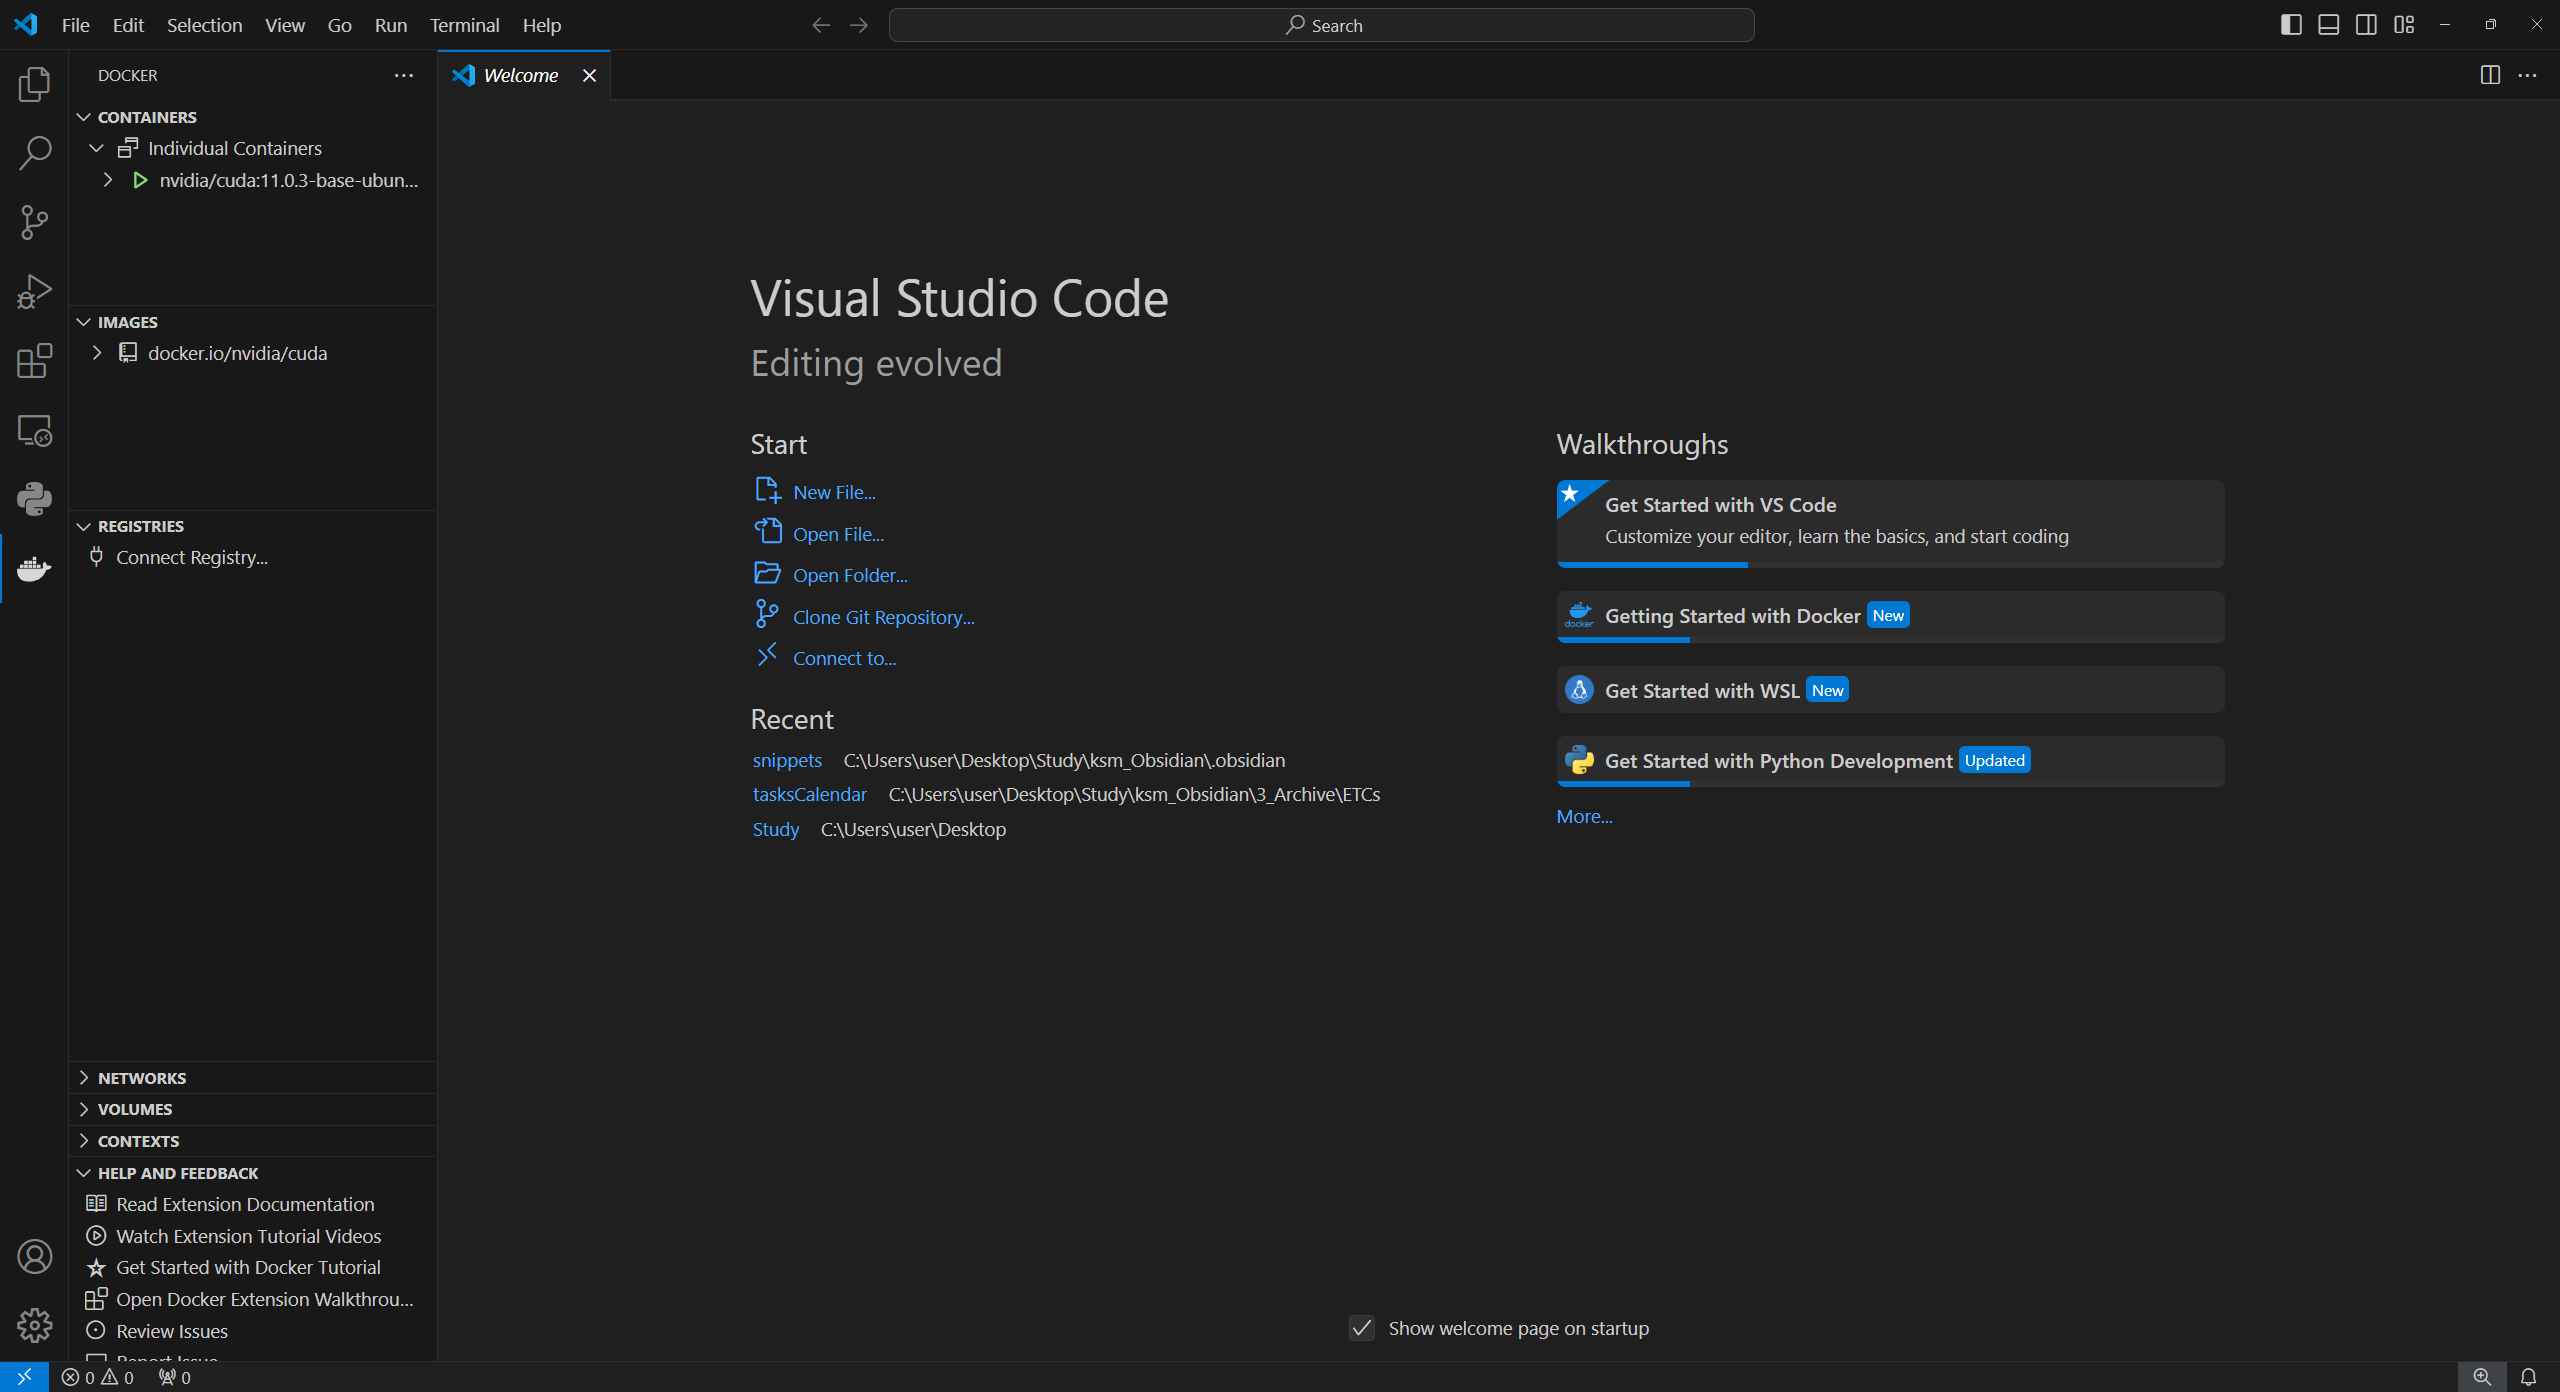 File Edit Selection View Go Run Terminal Help
Search
DOCKER
Welcome
CONTAINERS
Individual Containers
nvidia/cuda:11.0.3-base-ubun...
IMAGES
docker.io/nvidia/cuda
REGISTRIES
Connect Registry...
NETWORKS
VOLUMES
CONTEXTS
HELP AND FEEDBACK
Read Extension Documentation
Watch Extension Tutorial Videos
Get Started with Docker Tutorial
Open Docker Extension Walkthrou...
Review Issues
Report Issue
Visual Studio Code
Editing evolved
Start
New File...
Open File...
Open Folder...
Clone Git Repository...
Connect to...
Recent
snippets C:\Users\user\Desktop\Study\ksm_Obsidian\.obsidian
tasksCalendar C:\Users\user\Desktop\Study\ksm_Obsidian\3_Archive\ETCs
Study C:\Users\user\Desktop
Walkthroughs
Get Started with VS Code
Customize your editor, learn the basics, and start coding
docker
Getting Started with Docker New
Get Started with WSL New
Get Started with Python Development Updated
More...
Show welcome page on startup
0 0 0